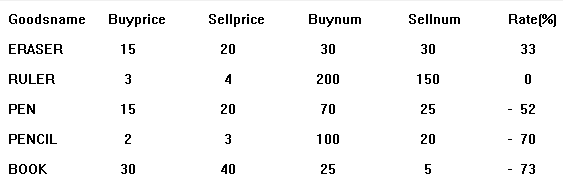 Goodsname Buyprice Sellprice Buynum Sellnum Rate(%)
ERASER 15 20 30 30 33
RULER 3 4 200 150 0
PEN 15 20 70 25 - 52
PENCIL 2 3 100 20 - 70
BOOK 30 40 25 5 - 73